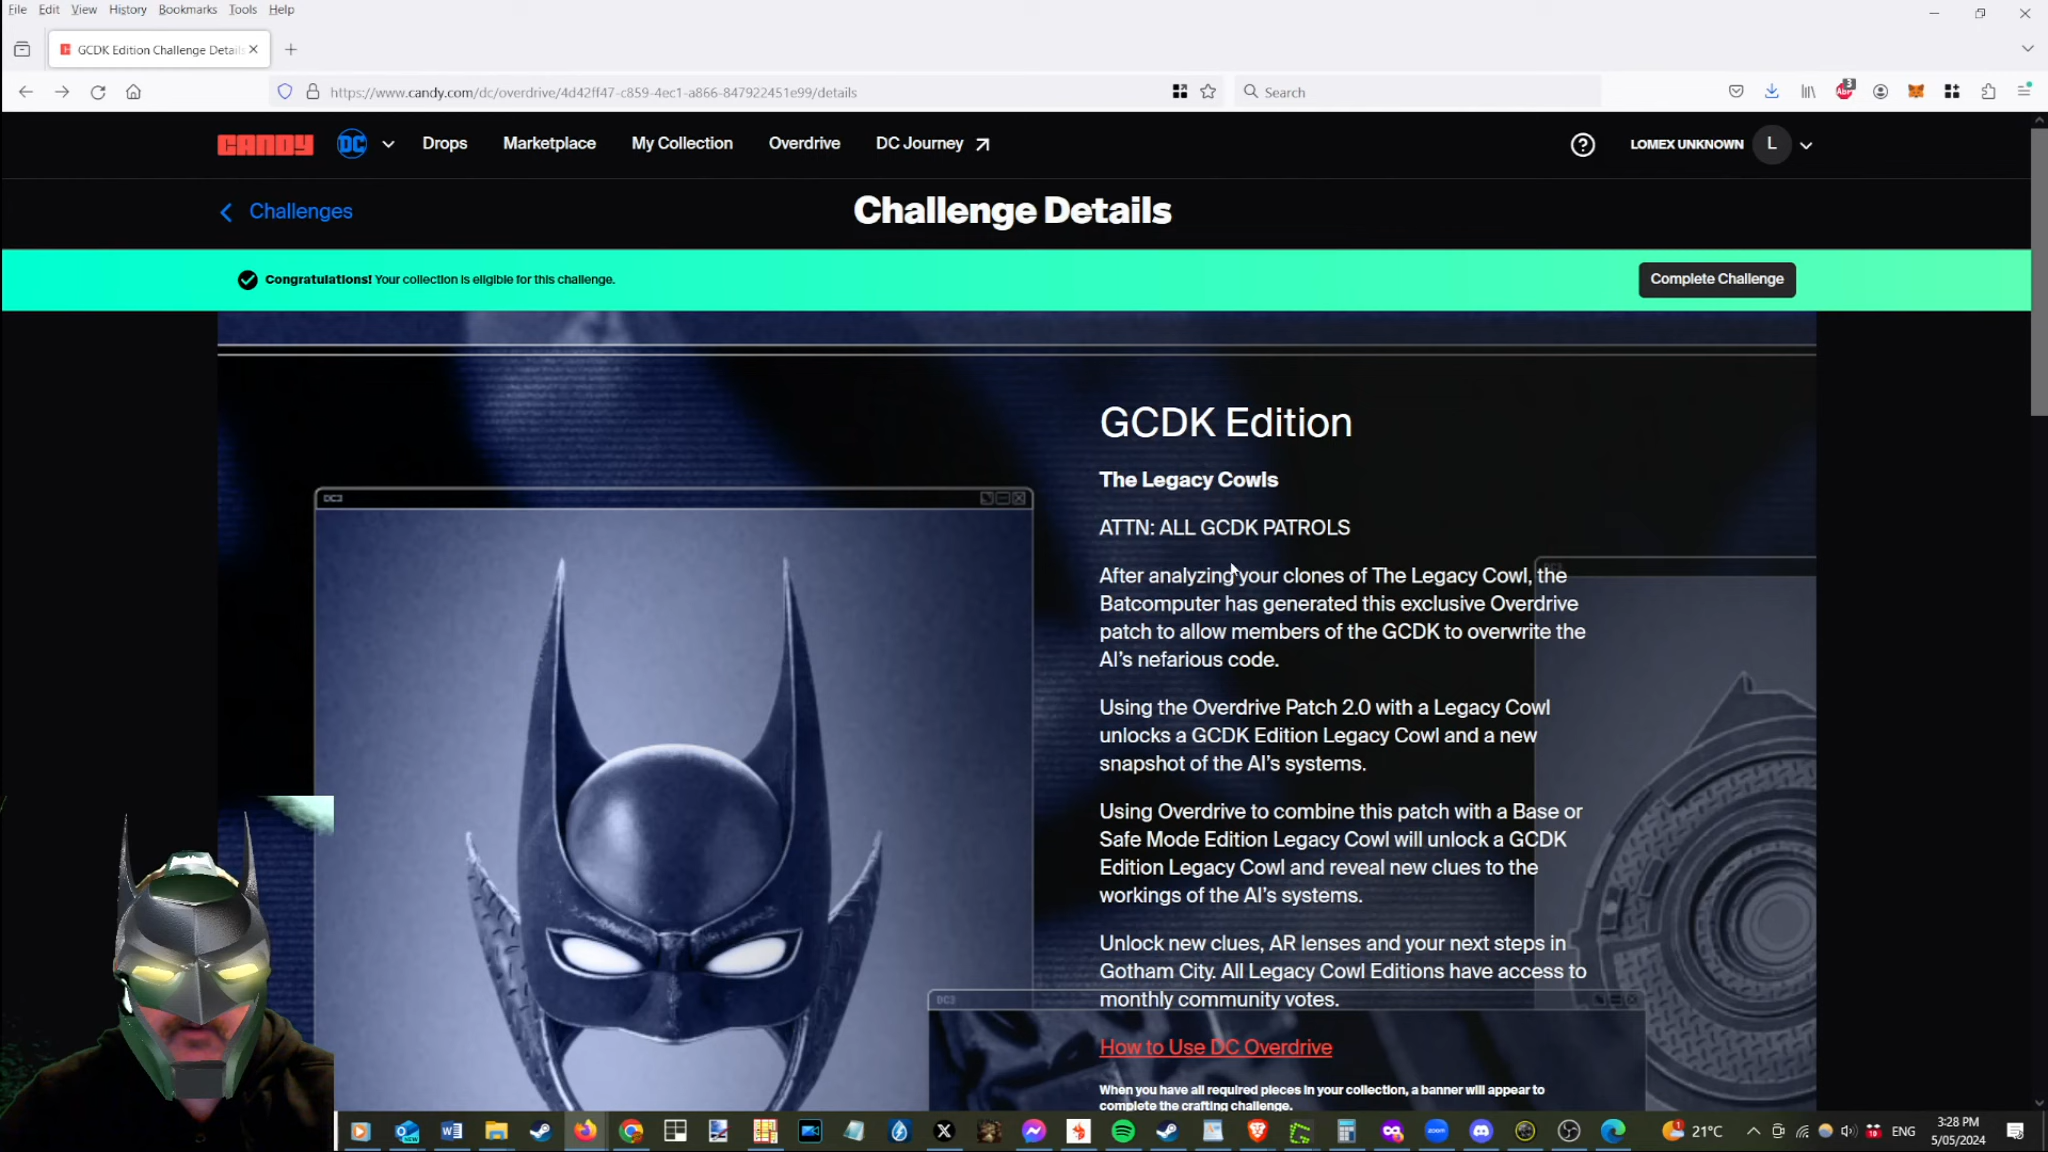 File Edit View History Bookmarks Tools Help
GCDK Edition Challenge Detail
https://www.candy.com/dc/overdrive/4d42ff47-c859-4ec1-a866-847922451e99/details
Search
3
CANDY DC Drops Marketplace My Collection Overdrive DC Journey LOMEX UNKNOWN L
Challenges
Challenge Details
Congratulations! Your collection is eligible for this challenge.
Complete Challenge
GCDK Edition
The Legacy Cowls
ATTN: ALL GCDK PATROLS
After analyzing your clones of The Legacy Cowl, the
Batcomputer has generated this exclusive Overdrive
patch to allow members of the GCDK to overwrite the
AI's nefarious code.
Using the Overdrive Patch 2.0 with a Legacy Cowl
unlocks a GCDK Edition Legacy Cowl and a new
snapshot of the AI's systems.
Using Overdrive to combine this patch with a Base or
Safe Mode Edition Legacy Cowl will unlock a GCDK
Edition Legacy Cowl and reveal new clues to the
workings of the AI's systems.
Unlock new clues, AR lenses and your next steps in
Gotham City. All Legacy Cowl Editions have access to
monthly community votes.
How to Use DC Overdrive
When you have all required pieces in your collection, a banner will appear to
complete the crafting challenge.
DC3
DC3
21°C
ENG
3:28 PM
5/05/2024